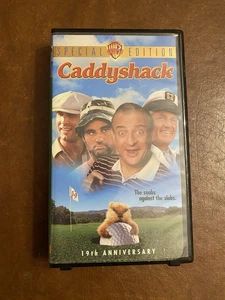 SPECIAL EDITION
Caddyshack
The snobs
against the slobs.
19th ANNIVERSARY